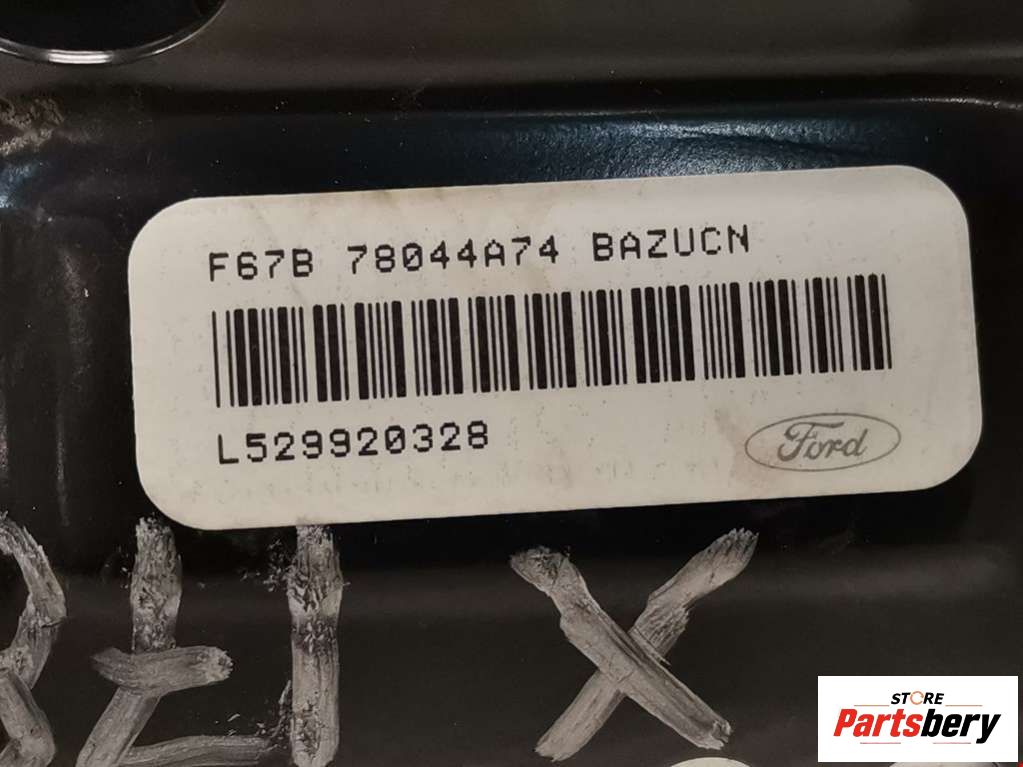 F67B 78044A74 BAZUCN
L529920328
Ford
X
STORE
Partsbery